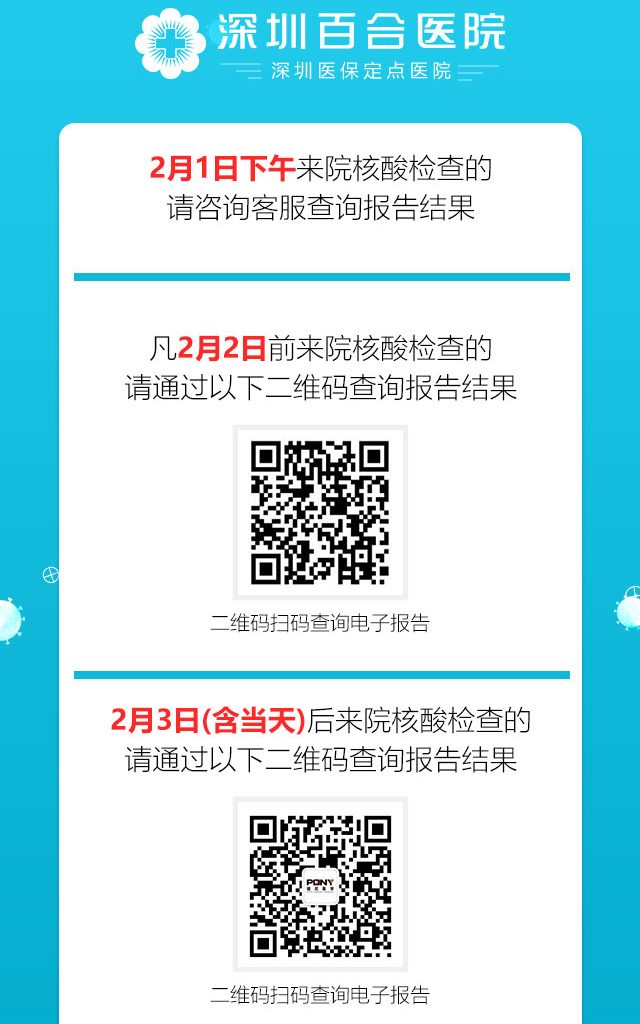 深圳百合医院
深圳医保定点医院
2月1日下午来院核酸检查的
请咨询客服查询报告结果
凡2月2日前来院核酸检查的
请通过以下二维码查询报告结果
二维码扫码查询电子报告
2月3日(含当天)后来院核酸检查的
请通过以下二维码查询报告结果
PONY
二维码扫码查询电子报告